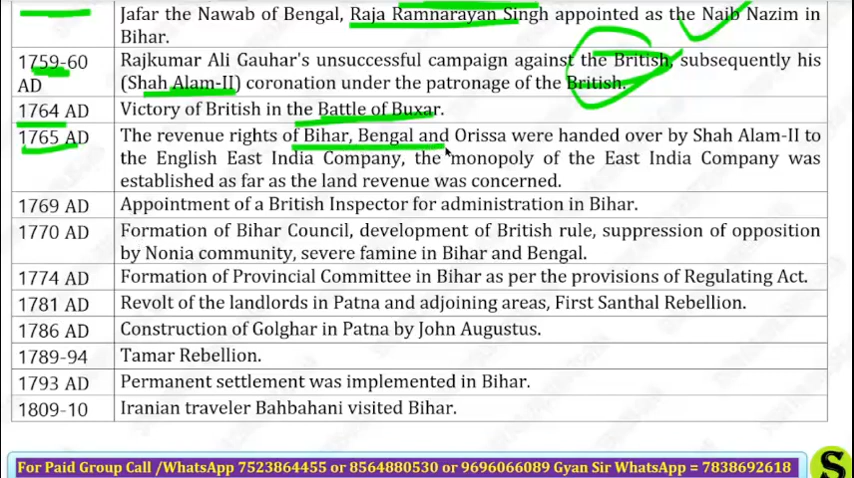 Jafar the Nawab of Bengal, Raja Ramnarayan Singh appointed as the Naib Nazim in
Bihar.
1759-60 Rajkumar Ali Gauhar's unsuccessful campaign against the British, subsequently his
AD (Shah Alam-II) coronation under the patronage of the British.
1764 AD Victory of British in the Battle of Buxar.
1765 AD The revenue rights of Bihar, Bengal and Orissa were handed over by Shah Alam-II to
the English East India Company, the monopoly of the East India Company was
established as far as the land revenue was concerned.
1769 AD Appointment of a British Inspector for administration in Bihar.
1770 AD Formation of Bihar Council, development of British rule, suppression of opposition
by Nonia community, severe famine in Bihar and Bengal.
1774 AD Formation of Provincial Committee in Bihar as per the provisions of Regulating Act.
1781 AD Revolt of the landlords in Patna and adjoining areas, First Santhal Rebellion.
1786 AD Construction of Golghar in Patna by John Augustus.
1789-94 Tamar Rebellion.
1793 AD Permanent settlement was implemented in Bihar.
1809-10 Iranian traveler Bahbahani visited Bihar.
For Paid Group Call /WhatsApp 7523864455 or 8564880530 or 9696066089 Gyan Sir WhatsApp = 7838692618
S